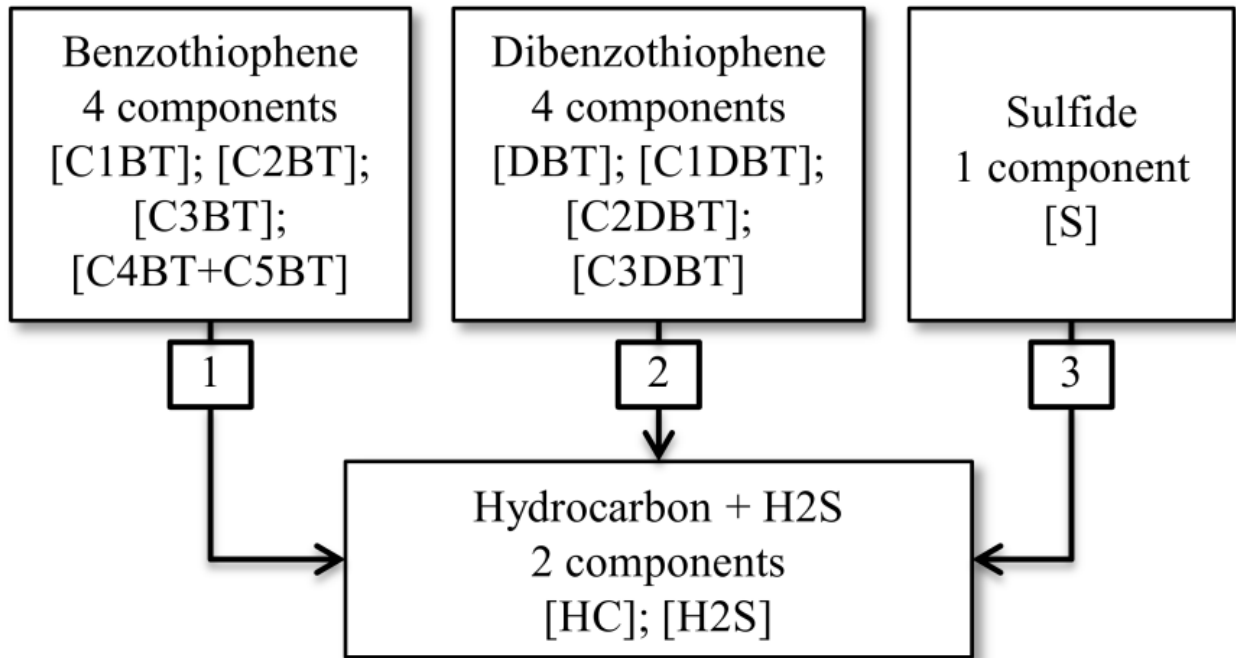 Benzothiophene
4 components
[C1BT]; [C2BT];
[C3BT];
[C4BT+C5BT]
Dibenzothiophene
4 components
[DBT]; [C1DBT];
[C2DBT];
[C3DBT]
Sulfide
1 component
[S]
1
2
3
Hydrocarbon + H2S
2 components
[HC]; [H2S]